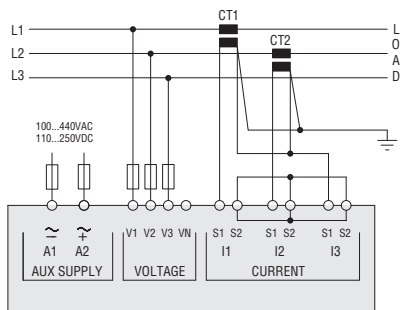 CT1
L1 L
L2 CT2 O
A
L3 D
100...440VAC
110...250VDC
V1 V2 V3 VN S1 S2 S1 S2 S1 S2
A1 A2 I1 I2 I3
AUX SUPPLY VOLTAGE CURRENT